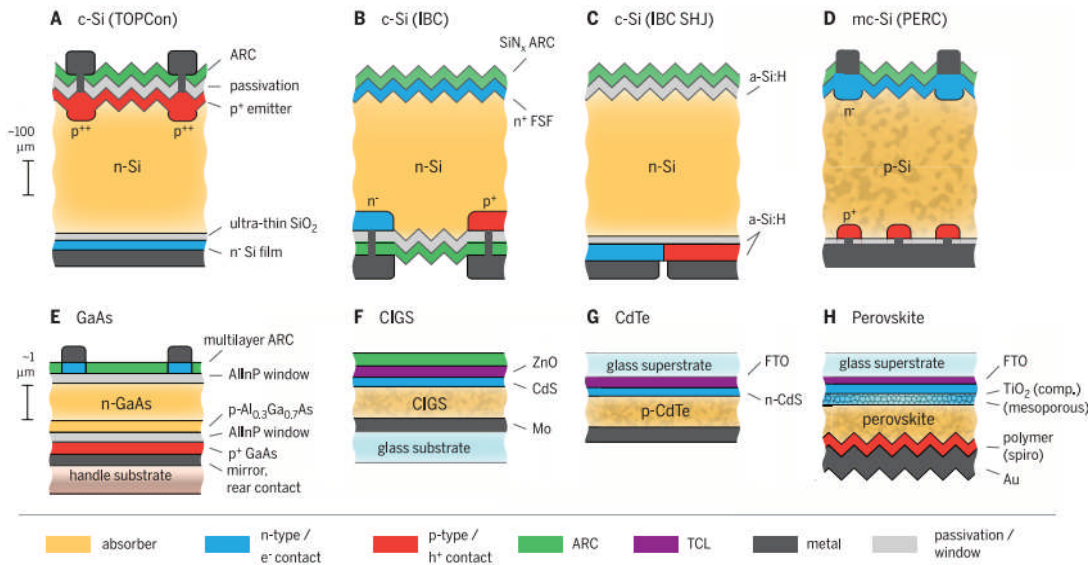 A c-Si (TOPCon)
ARC
passivation
p⁺ emitter
p⁺⁺
p⁺⁺
~100
μm
n-Si
ultra-thin SiO₂
n⁻ Si film
B c-Si (IBC)
SiNₓ ARC
n⁺ FSF
n-Si
n⁻
p⁺
C c-Si (IBC SHJ)
a-Si:H
n-Si
a-Si:H
D mc-Si (PERC)
n⁻
p-Si
p⁺
E GaAs
multilayer ARC
~1
μm
AlInP window
n-GaAs
p-Al₀.₃Ga₀.₇As
AlInP window
p⁺ GaAs
handle substrate
mirror,
rear contact
F CIGS
ZnO
CdS
CIGS
Mo
glass substrate
G CdTe
glass superstrate
FTO
n-CdS
p-CdTe
H Perovskite
glass superstrate
FTO
TiO₂ (comp.)
(mesoporous)
perovskite
polymer
(spiro)
Au
absorber
n-type /
e⁻ contact
p-type /
h⁺ contact
ARC
TCL
metal
passivation /
window